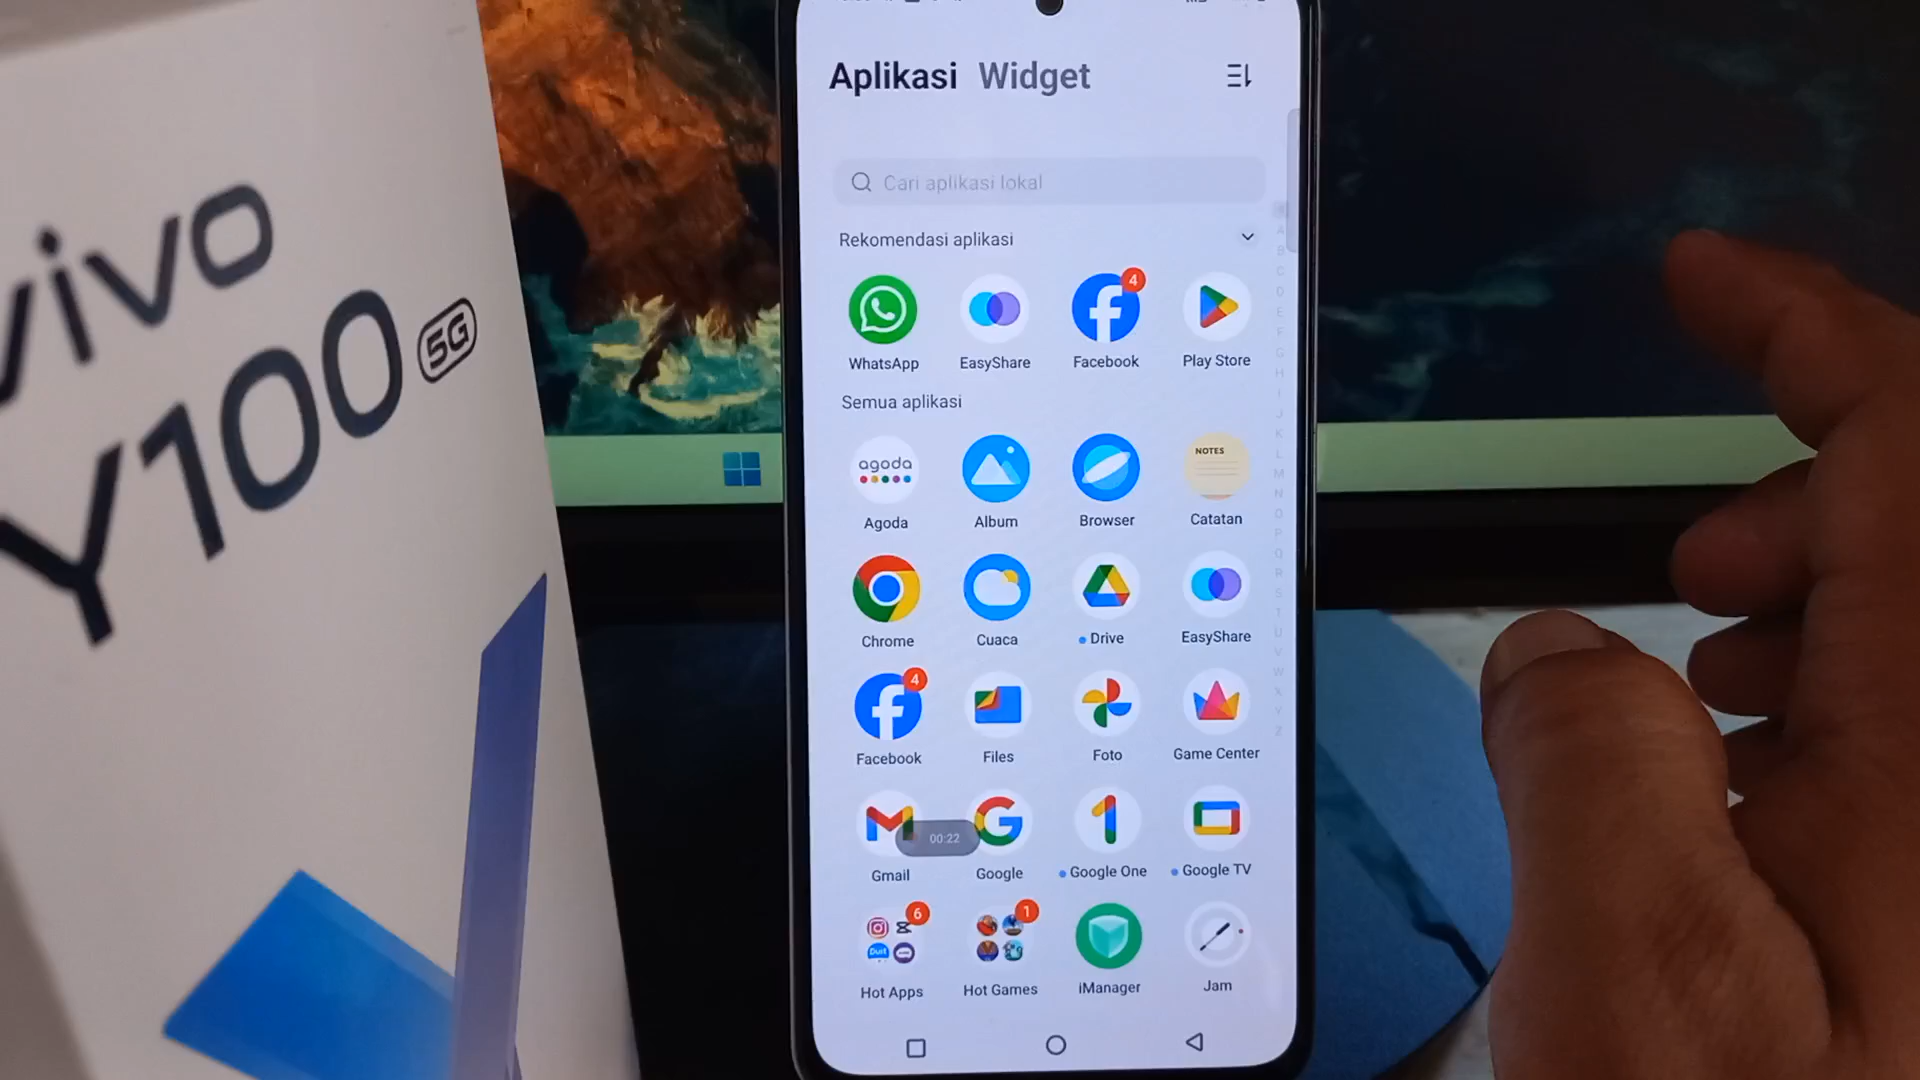 vivo
Y100 5G
Aplikasi Widget
Cari aplikasi lokal
Rekomendasi aplikasi
4
WhatsApp EasyShare Facebook Play Store
Semua aplikasi
agoda NOTES
Agoda Album Browser Catatan
Chrome Cuaca Drive EasyShare
4
Facebook Files Foto Game Center
00:22
Gmail Google Google One Google TV
6 1
Hot Apps Hot Games iManager Jam
A
B
C
D
E
F
G
H
I
J
K
L
M
N
O
P
Q
R
S
T
U
V
W
X
Y
Z